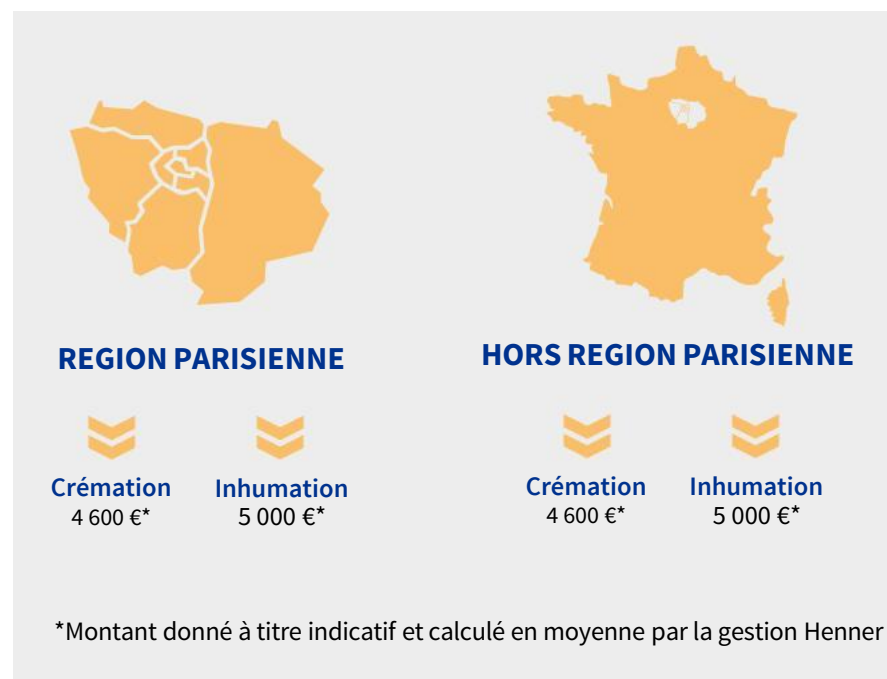 REGION PARISIENNE
HORS REGION PARISIENNE
Crémation
4 600 €*
Inhumation
5 000 €*
Crémation
4 600 €*
Inhumation
5 000 €*
*Montant donné à titre indicatif et calculé en moyenne par la gestion Henner